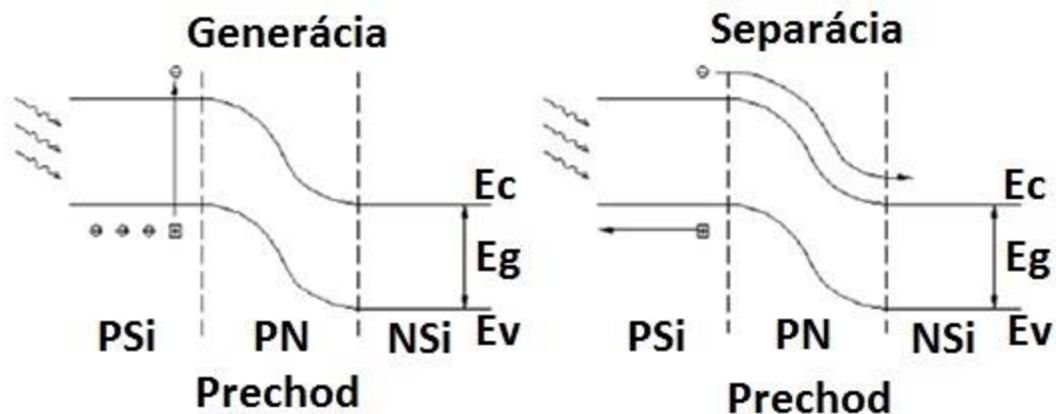 Generácia
Ec
Eg
PSi PN NSi Ev
Prechod
Separácia
Ec
Eg
PSi PN NSi Ev
Prechod